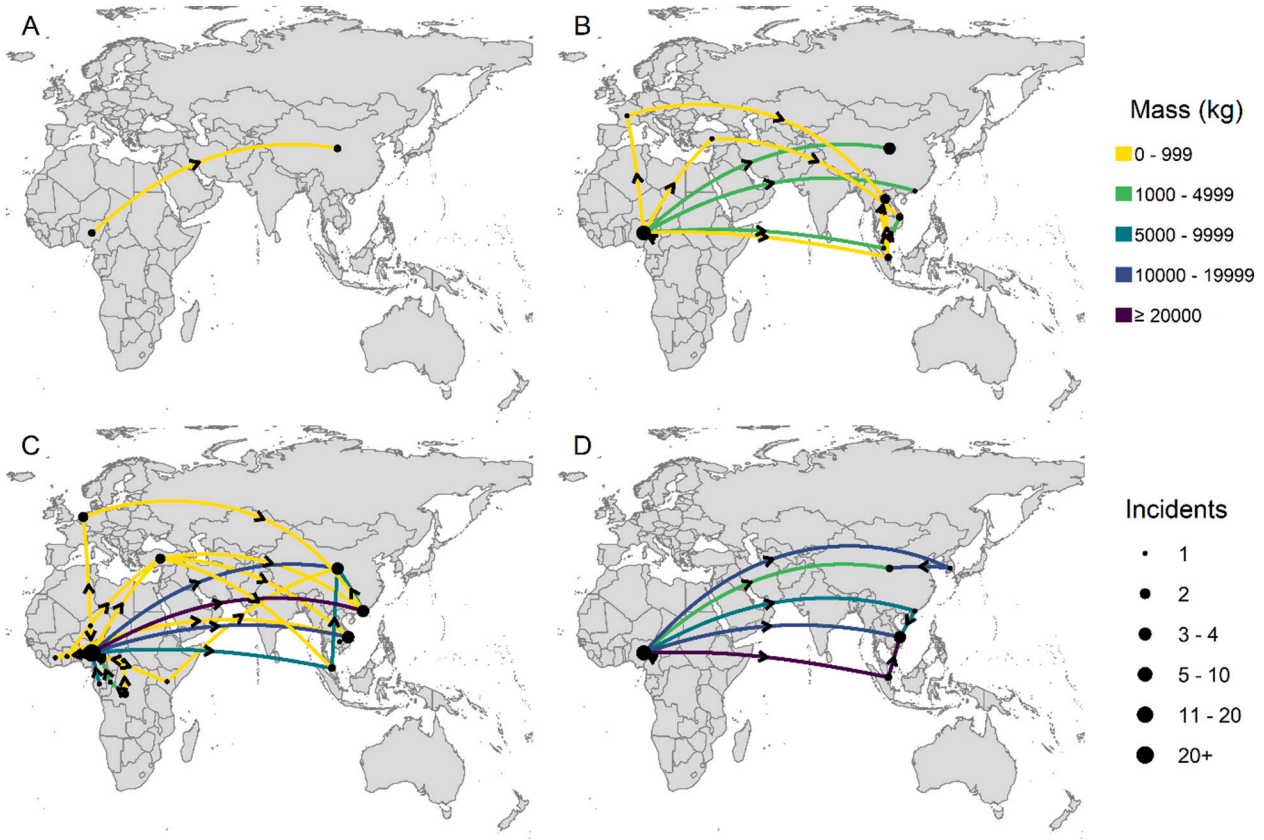 A
B
Mass (kg)
0 - 999
1000 - 4999
5000 - 9999
10000 - 19999
≥ 20000
C
D
Incidents
1
2
3 - 4
5 - 10
11 - 20
20+